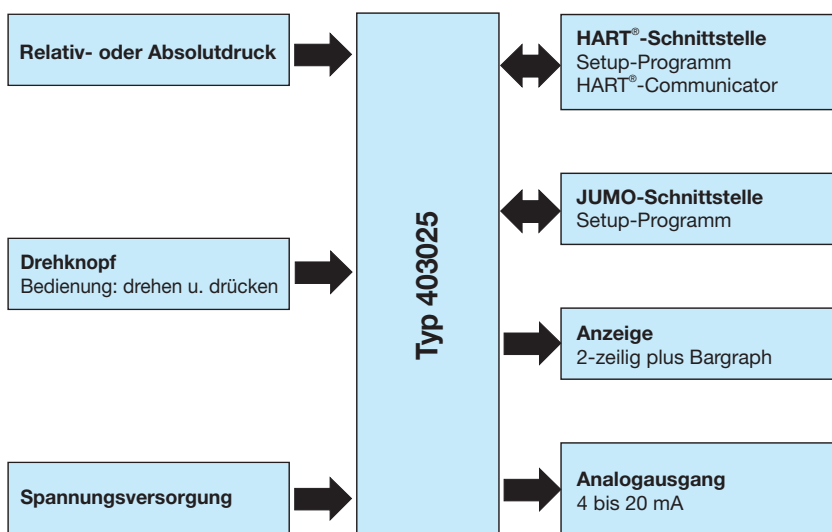 Relativ- oder Absolutdruck
Drehknopf
Bedienung: drehen u. drücken
Spannungsversorgung
Typ 403025
HART®-Schnittstelle
Setup-Programm
HART®-Communicator
JUMO-Schnittstelle
Setup-Programm
Anzeige
2-zeilig plus Bargraph
Analogausgang
4 bis 20 mA